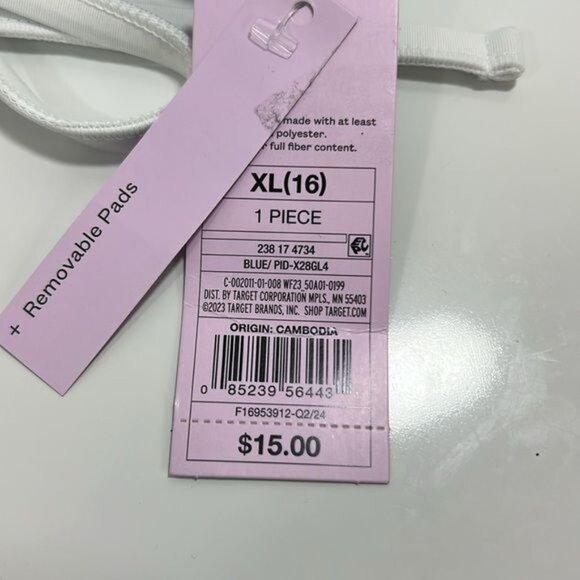 made with at least
polyester.
full fiber content.
XL(16)
1 PIECE
238 17 4734
BLUE/ PID-X28GL4
C-002011-01-008 WF23_50A01-0199
DIST. BY TARGET CORPORATION MPLS., MN 55403
©2023 TARGET BRANDS, INC. SHOP TARGET.COM
ORIGIN: CAMBODIA
0 85239 56443
F16953912-Q2/24
$15.00
+ Removable Pads